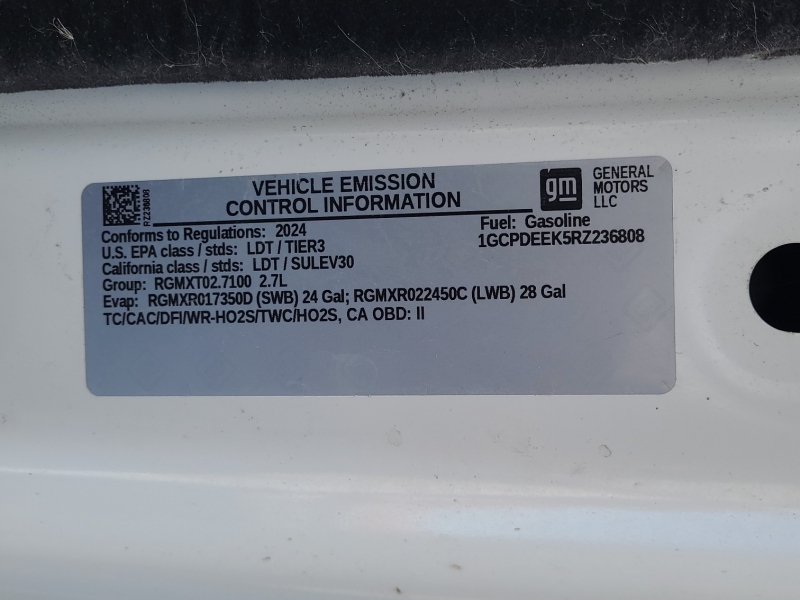 RZ236808
VEHICLE EMISSION
CONTROL INFORMATION
gm
GENERAL
MOTORS
LLC
Conforms to Regulations: 2024
Fuel: Gasoline
U.S. EPA class / stds: LDT / TIER3
1GCPDEEK5RZ236808
California class / stds: LDT / SULEV30
Group: RGMXT02.7100 2.7L
Evap: RGMXR017350D (SWB) 24 Gal; RGMXR022450C (LWB) 28 Gal
TC/CAC/DFI/WR-HO2S/TWC/HO2S, CA OBD: II